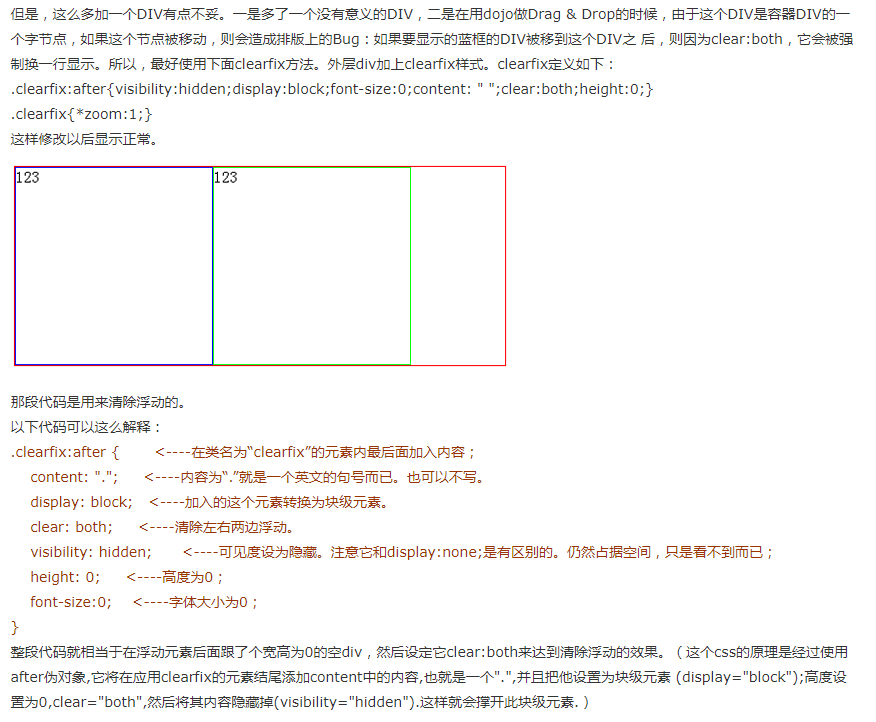 但是，这么多加一个DIV有点不妥。一是多了一个没有意义的DIV，二是在用dojo做Drag & Drop的时候，由于这个DIV是容器DIV的一
个字节点，如果这个节点被移动，则会造成排版上的Bug：如果要显示的蓝框的DIV被移到这个DIV之 后，则因为clear:both，它会被强
制换一行显示。所以，最好使用下面clearfix方法。外层div加上clearfix样式。clearfix定义如下：
.clearfix:after{visibility:hidden;display:block;font-size:0;content: " ";clear:both;height:0;}
.clearfix{*zoom:1;}
这样修改以后显示正常。
123 123
那段代码是用来清除浮动的。
以下代码可以这么解释：
.clearfix:after { <----在类名为“clearfix”的元素内最后面加入内容；
content: "."; <----内容为“.”就是一个英文的句号而已。也可以不写。
display: block; <----加入的这个元素转换为块级元素。
clear: both; <----清除左右两边浮动。
visibility: hidden; <----可见度设为隐藏。注意它和display:none;是有区别的。仍然占据空间，只是看不到而已；
height: 0; <----高度为0；
font-size:0; <----字体大小为0；
}
整段代码就相当于在浮动元素后面跟了个宽高为0的空div，然后设定它clear:both来达到清除浮动的效果。（这个css的原理是经过使用
after伪对象,它将在应用clearfix的元素结尾添加content中的内容,也就是一个".",并且把他设置为块级元素 (display="block");高度设
置为0,clear="both",然后将其内容隐藏掉(visibility="hidden").这样就会撑开此块级元素.）